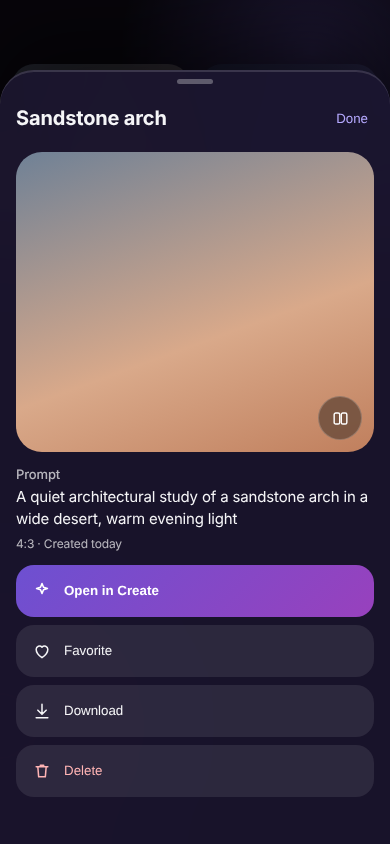 Sandstone arch
Done
Prompt
A quiet architectural study of a sandstone arch in a
wide desert, warm evening light
4:3 · Created today
Open in Create
Favorite
Download
Delete